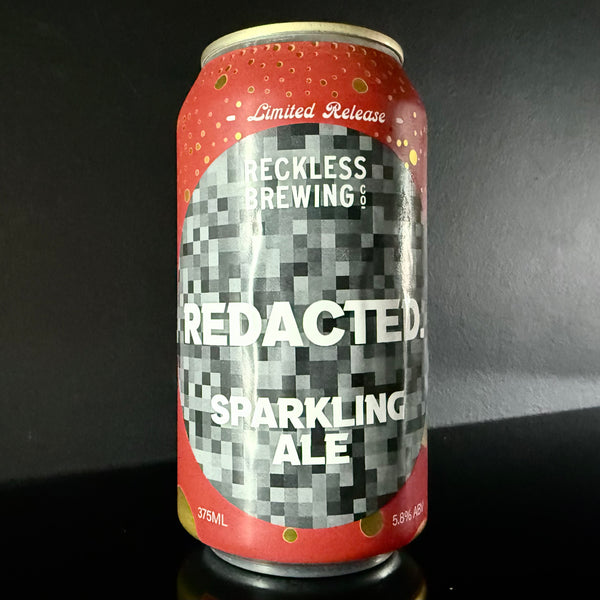 Limited Release
RECKLESS
BREWING CO
REDACTED.
SPARKLING
ALE
375ML
5.8% ABV